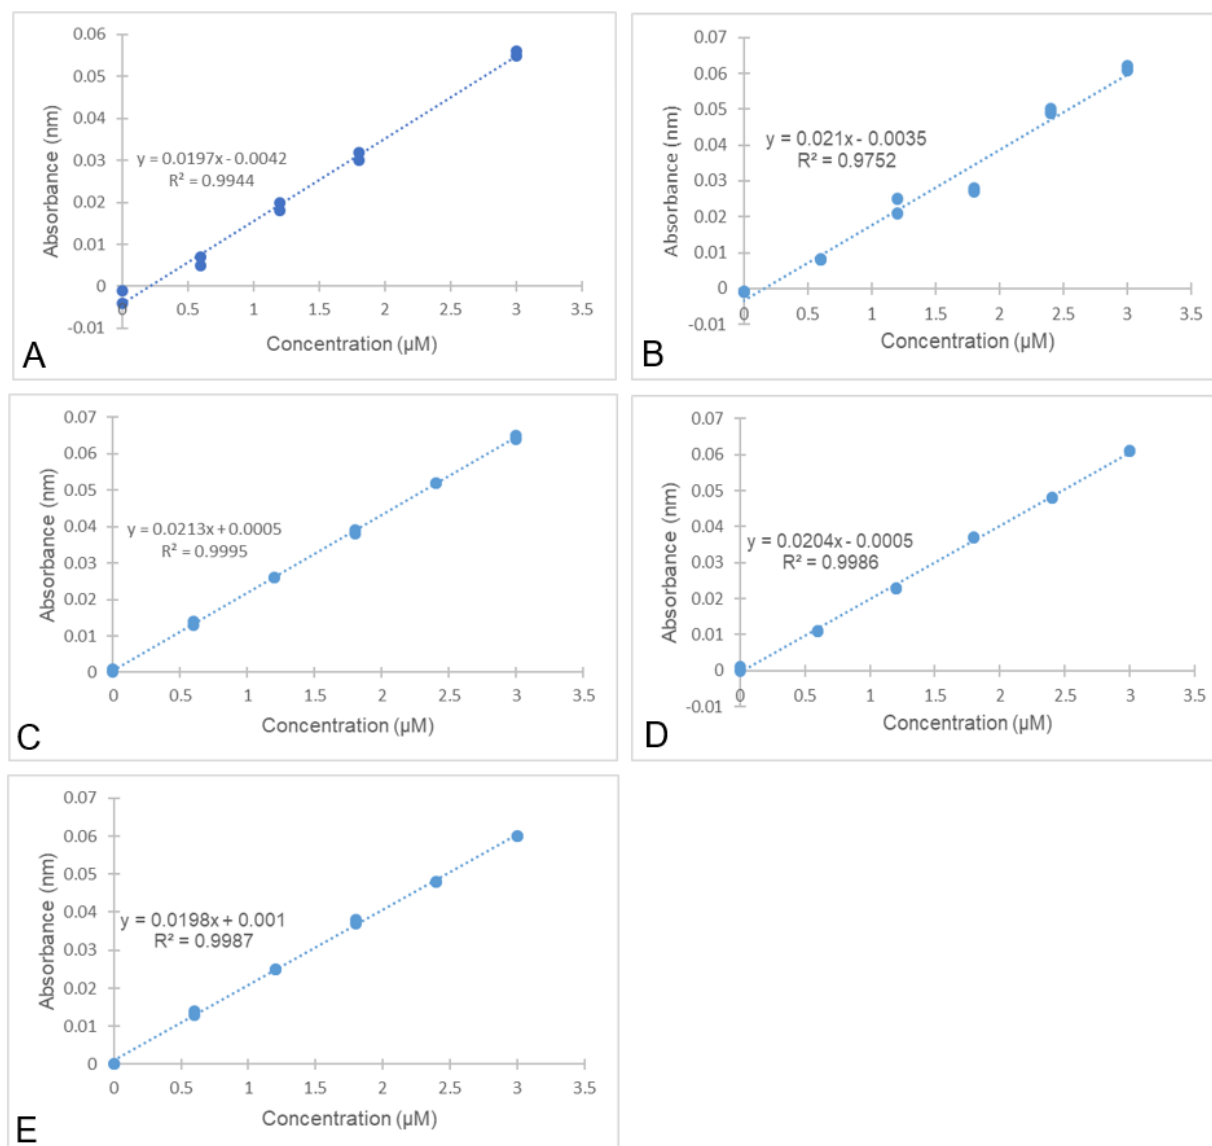 0.06
0.05
0.04
0.03
0.02
0.01
0
-0.01
Absorbance (nm)
y = 0.0197x - 0.0042
R² = 0.9944
0 0.5 1 1.5 2 2.5 3 3.5
Concentration (µM)
A
0.07
0.06
0.05
0.04
0.03
0.02
0.01
0
-0.01
Absorbance (nm)
y = 0.021x - 0.0035
R² = 0.9752
0 0.5 1 1.5 2 2.5 3 3.5
Concentration (µM)
B
0.07
0.06
0.05
0.04
0.03
0.02
0.01
0
Absorbance (nm)
y = 0.0213x + 0.0005
R² = 0.9995
0 0.5 1 1.5 2 2.5 3 3.5
Concentration (µM)
C
0.07
0.06
0.05
0.04
0.03
0.02
0.01
0
-0.01
Absorbance (nm)
y = 0.0204x - 0.0005
R² = 0.9986
0 0.5 1 1.5 2 2.5 3 3.5
Concentration (µM)
D
0.07
0.06
0.05
0.04
0.03
0.02
0.01
0
Absorbance (nm)
y = 0.0198x + 0.001
R² = 0.9987
0 0.5 1 1.5 2 2.5 3 3.5
Concentration (µM)
E